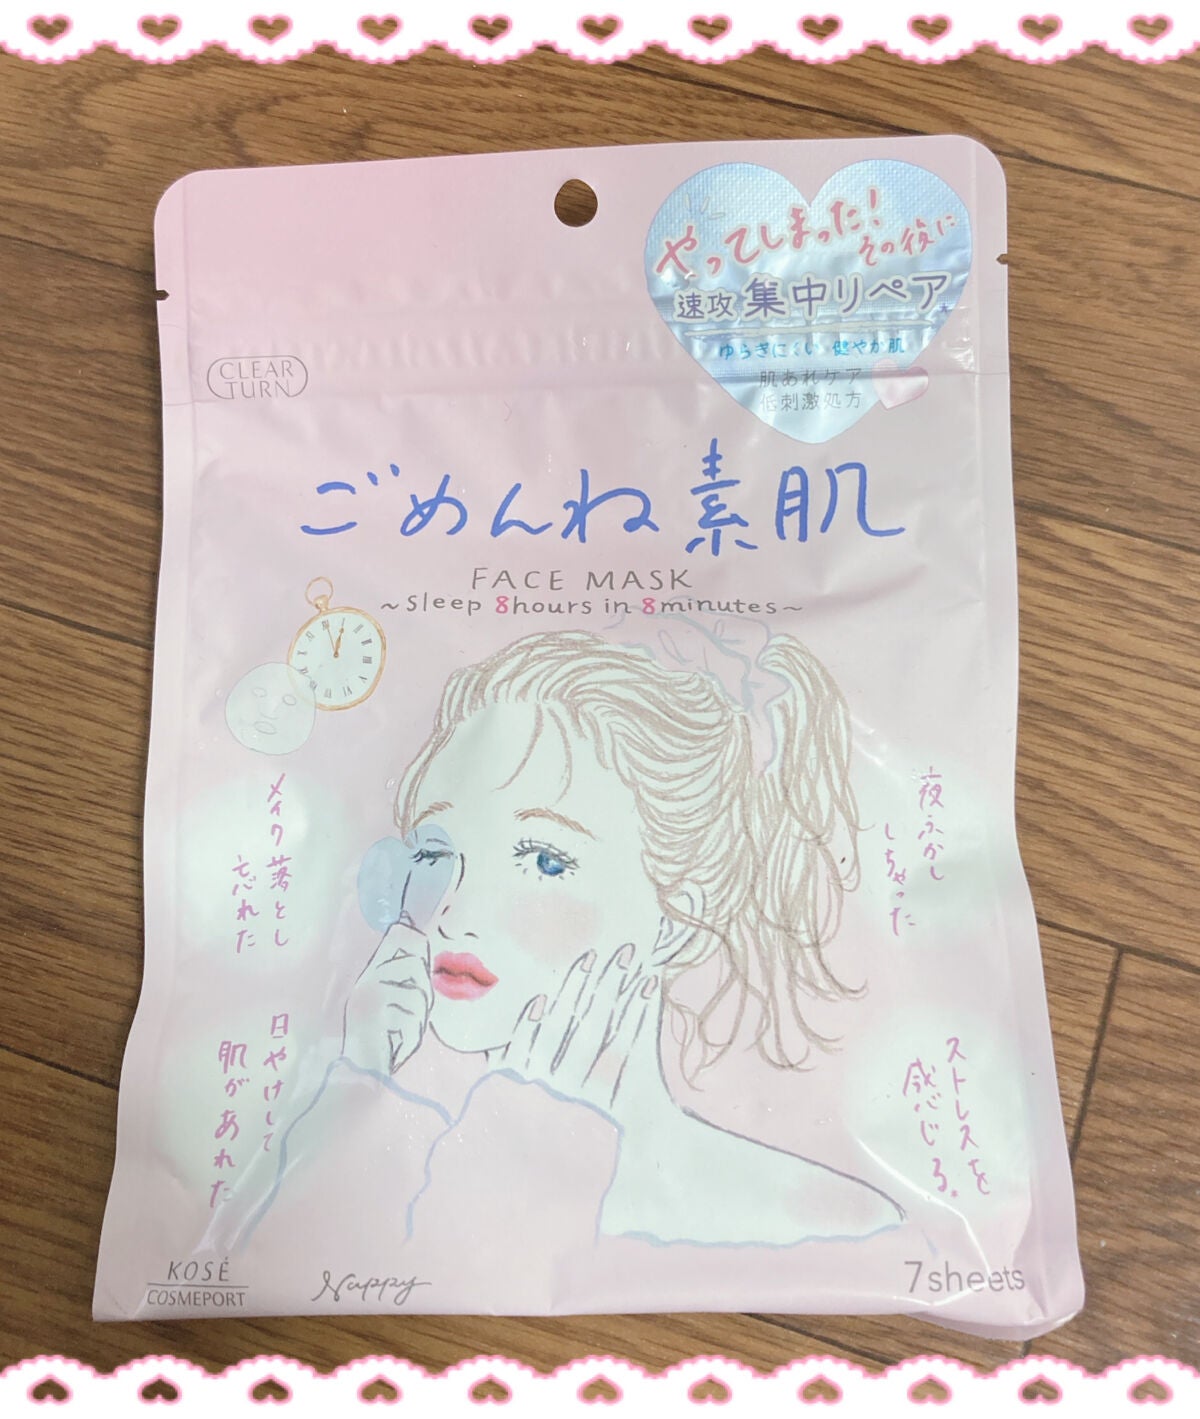 やってしまった!
その後に
速攻 集中リペア*
ゆらぎにくい 健やか肌
肌あれケア
低刺激処方
CLEAR
TURN
ごめんね素肌
FACE MASK
~Sleep 8hours in 8minutes~
メイク落とし
忘れた
夜ふかし
しちゃった
日やけして
肌があれた
ストレスを
感じる。
KOSÉ
COSMEPORT
Nappy
7sheets